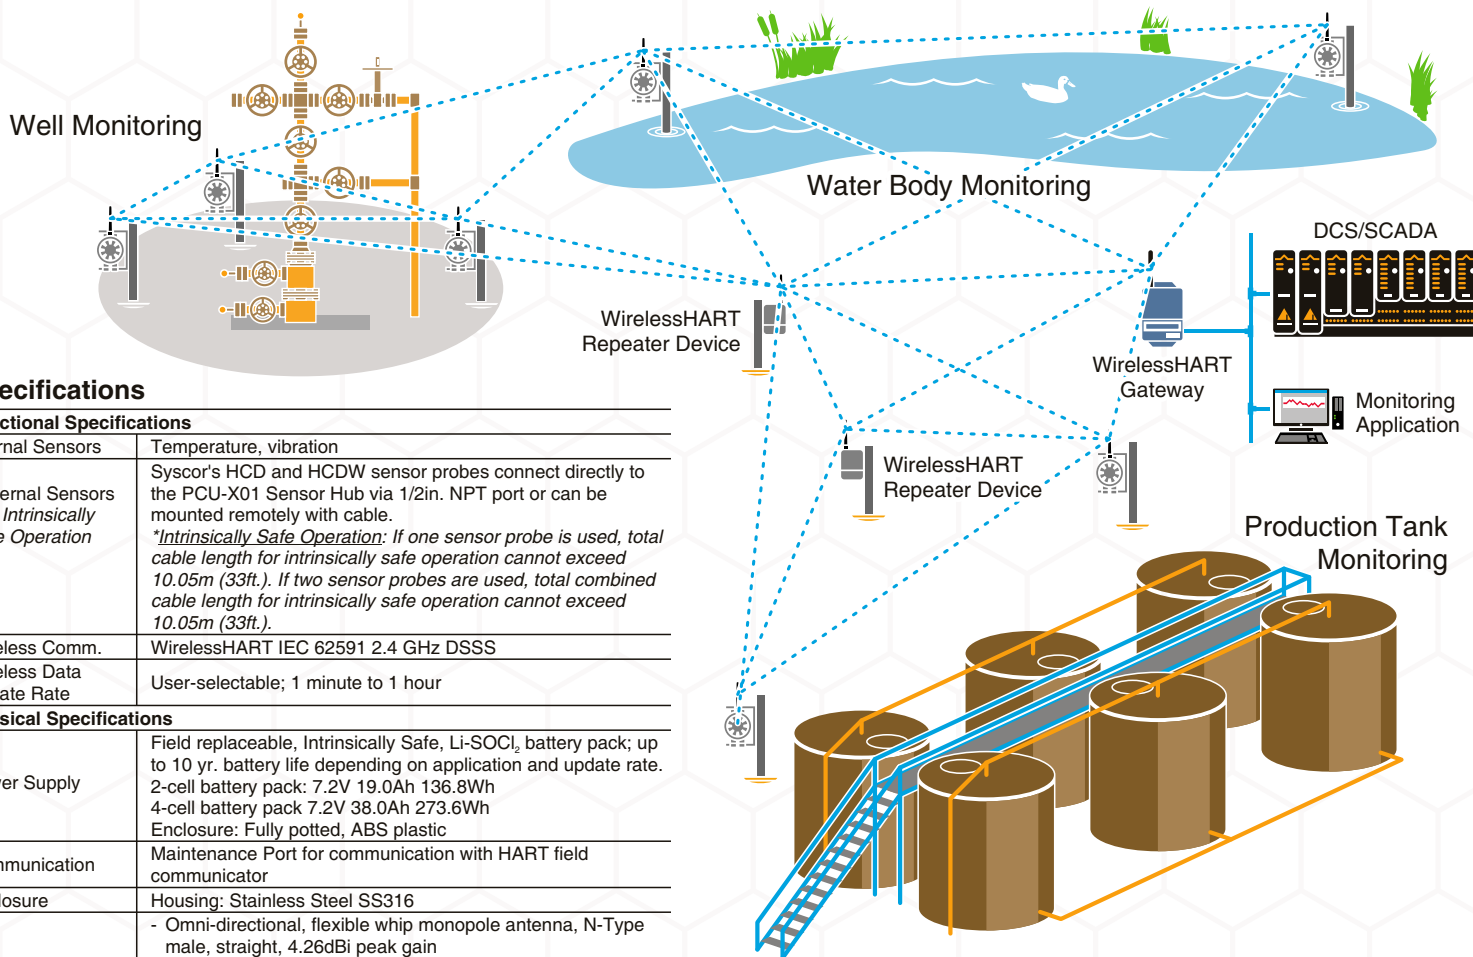 Well Monitoring
Water Body Monitoring
DCS/SCADA
WirelessHART
Repeater Device
WirelessHART
Gateway
Monitoring
Application
WirelessHART
Repeater Device
Production Tank
Monitoring
ecifications
ctional Specifications
rnal Sensors
Temperature, vibration
ernal Sensors
Intrinsically
e Operation
Syscor's HCD and HCDW sensor probes connect directly to
the PCU-X01 Sensor Hub via 1/2in. NPT port or can be
mounted remotely with cable.
*Intrinsically Safe Operation: If one sensor probe is used, total
cable length for intrinsically safe operation cannot exceed
10.05m (33ft.). If two sensor probes are used, total combined
cable length for intrinsically safe operation cannot exceed
10.05m (33ft.).
eless Comm.
WirelessHART IEC 62591 2.4 GHz DSSS
eless Data
ate Rate
User-selectable; 1 minute to 1 hour
sical Specifications
er Supply
Field replaceable, Intrinsically Safe, Li-SOCl₂ battery pack; up
to 10 yr. battery life depending on application and update rate.
2-cell battery pack: 7.2V 19.0Ah 136.8Wh
4-cell battery pack 7.2V 38.0Ah 273.6Wh
Enclosure: Fully potted, ABS plastic
mmunication
Maintenance Port for communication with HART field
communicator
losure
Housing: Stainless Steel SS316
- Omni-directional, flexible whip monopole antenna, N-Type
male, straight, 4.26dBi peak gain